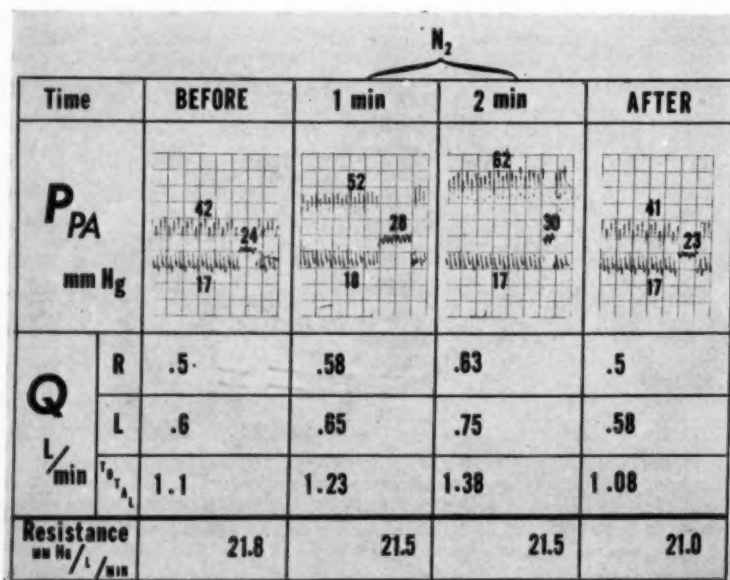 N2
Time BEFORE 1 min 2 min AFTER
42 52 62 41
PPA 24 28 30 23
mm Hg 17 18 17 17
R .5 .58 .63 .5
Q L .6 .65 .75 .58
L/min TOTAL 1.1 1.23 1.38 1.08
Resistance 21.8 21.5 21.5 21.0
MM Hg/L/MIN